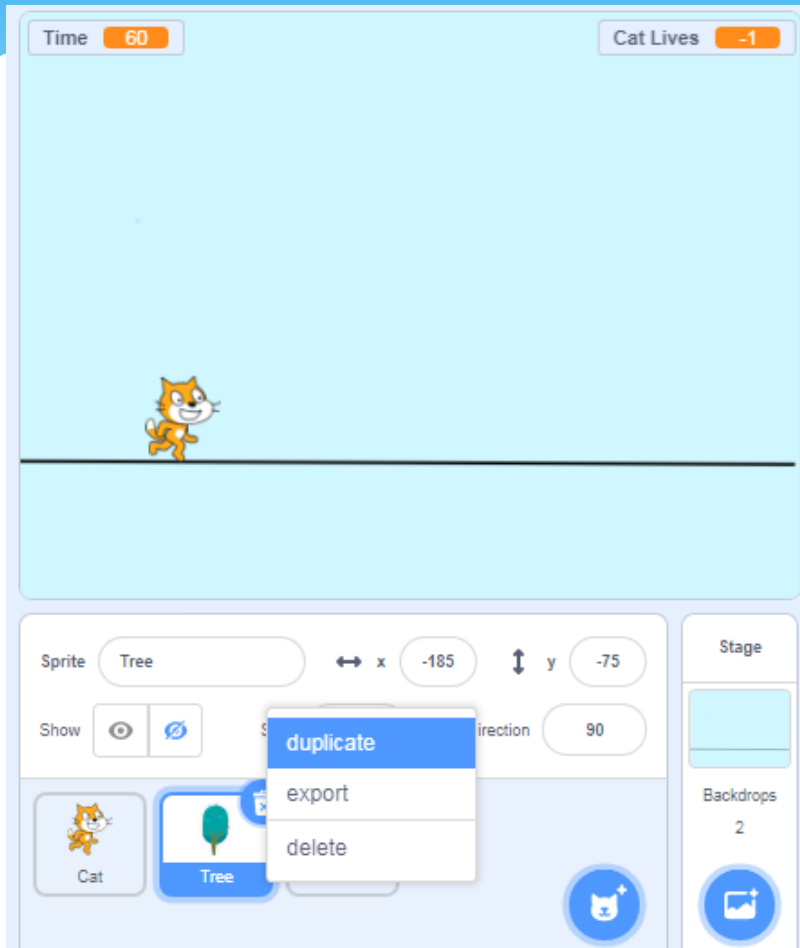 Time 60 Cat Lives -1
Sprite Tree x -185 y -75 Stage
Show irection 90
duplicate
export
delete
Cat Tree
Backdrops
2